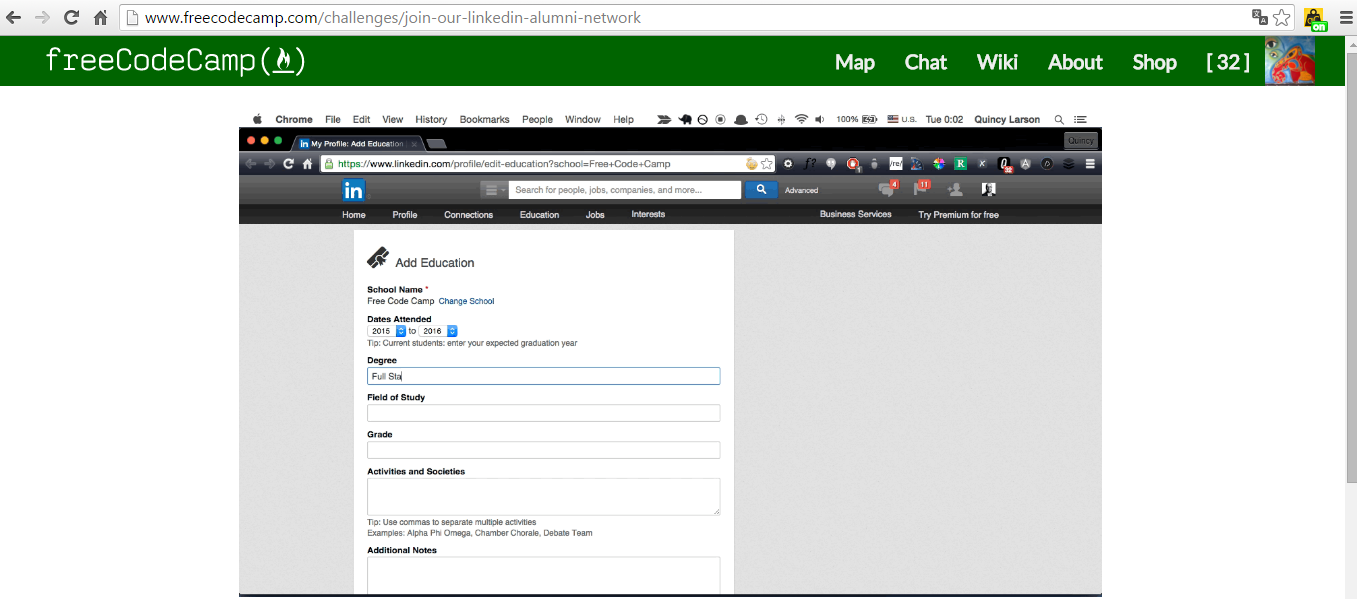 www.freecodecamp.com/challenges/join-our-linkedin-alumni-network
on
freeCodeCamp( ) Map Chat Wiki About Shop [ 32 ]
Chrome File Edit View History Bookmarks People Window Help 100% U.S. Tue 0:02 Quincy Larson
in My Profile: Add Education Quincy
https://www.linkedin.com/profile/edit-education?school=Free+Code+Camp
in Search for people, jobs, companies, and more... Advanced 4 11
Home Profile Connections Education Jobs Interests Business Services Try Premium for free
Add Education
School Name *
Free Code Camp Change School
Dates Attended
2015 to 2016
Tip: Current students: enter your expected graduation year
Degree
Full Sta
Field of Study
Grade
Activities and Societies
Tip: Use commas to separate multiple activities
Examples: Alpha Phi Omega, Chamber Chorale, Debate Team
Additional Notes